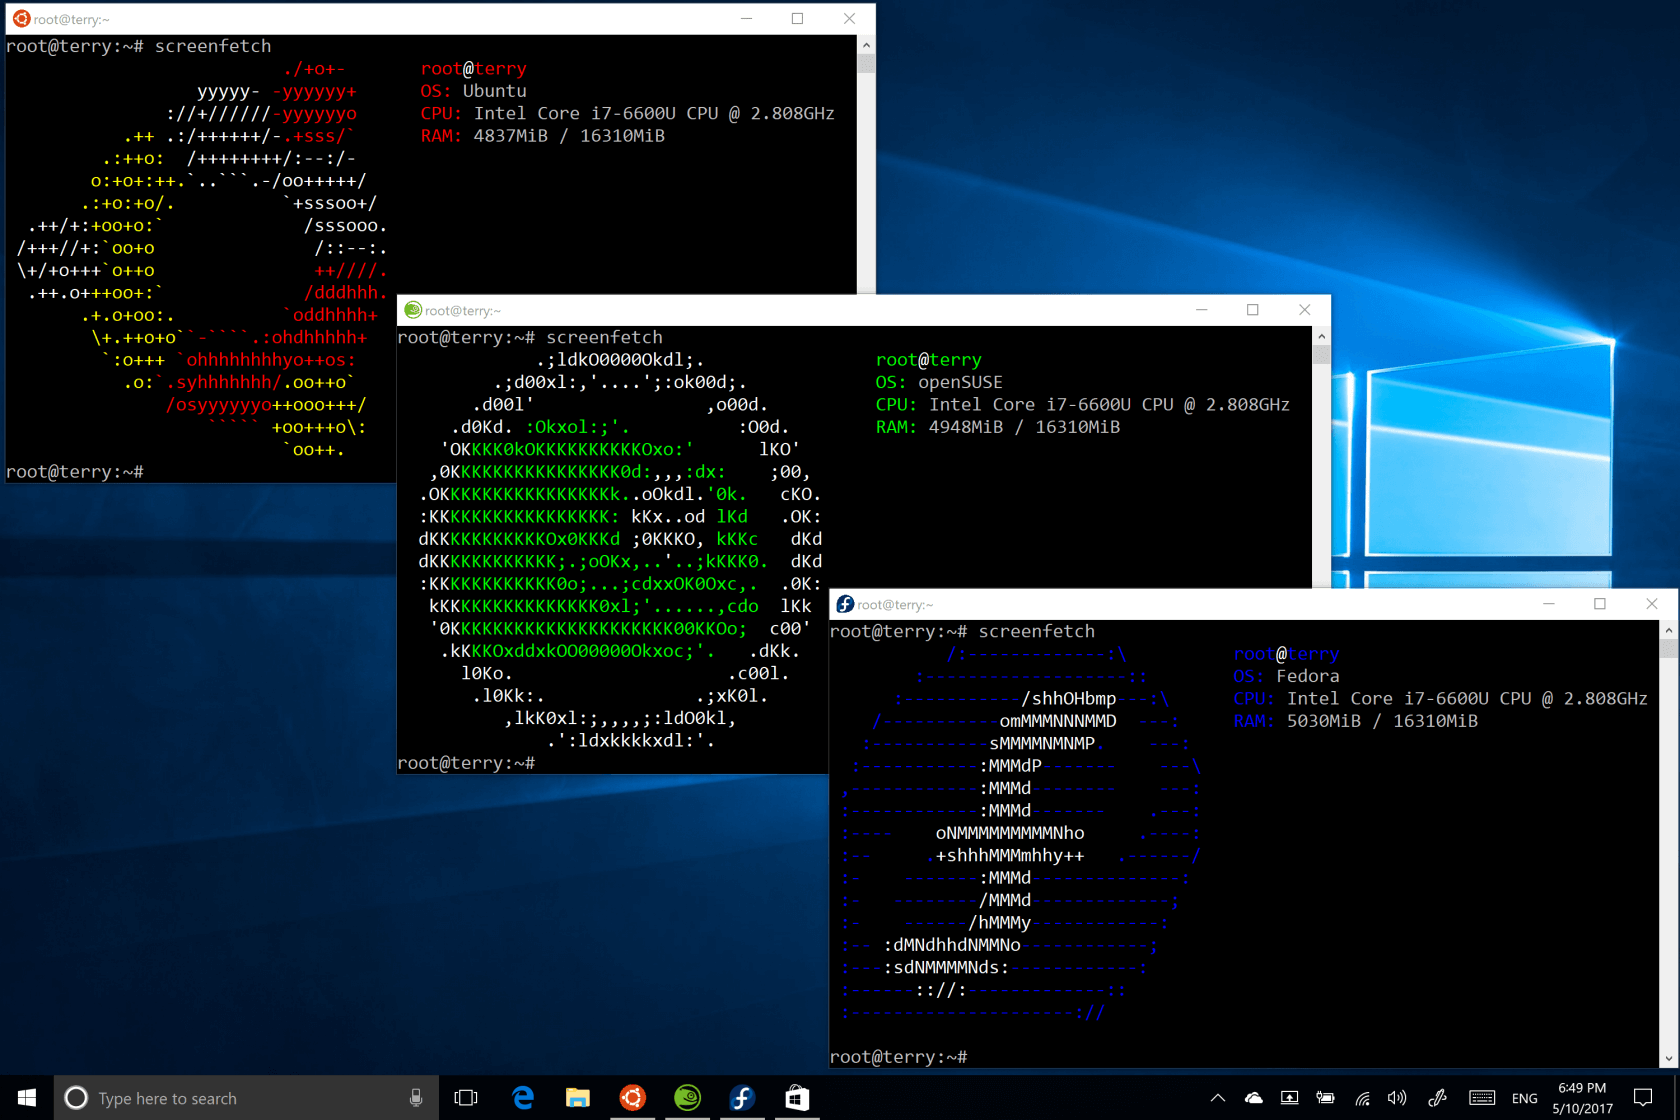 root@terry:~
root@terry:~# screenfetch
./+o+-
yyyyy- -yyyyyy+
://+//////-yyyyyyo
.++ .:/++++++/-.+sss/`
.:++o:  /++++++++/:--:/-
o:+o+:++.`..```.-/oo+++++/
.:+o:+o/.          `+sssoo+/
.++/+:+oo+o:`             /sssooo.
/+++//+:`oo+o               /::--:.
\+/+o+++`o++o               ++////.
.++.o+++oo+:`             /dddhhh.
.+.o+oo:.          `oddhhhh+
\+.++o+o``-````.:ohdhhhhh+
`:o+++ `ohhhhhhhhyo++os:
.o:`.syhhhhhhh/.oo++o`
/osyyyyyyo++ooo+++/
````` +oo+++o\:
`oo++.
root@terry
OS: Ubuntu
CPU: Intel Core i7-6600U CPU @ 2.808GHz
RAM: 4837MiB / 16310MiB
root@terry:~#
root@terry:~
root@terry:~# screenfetch
.;ldkO0000Okdl;.
.;d00xl:,'....';:ok00d;.
.d00l'                ,o00d.
.d0Kd. :Okxol:;'.          :O0d.
'OKKKK0kOKKKKKKKKKKOxo:'      lKO'
,0KKKKKKKKKKKKKKKK0d:,,,:dx:    ;00,
.OKKKKKKKKKKKKKKKKk..oOkdl.'0k.   cKO.
:KKKKKKKKKKKKKKKKK: kKx..od lKd   .OK:
dKKKKKKKKKKKOx0KKKd ;0KKKO, kKKc   dKd
dKKKKKKKKKKKK;.;oOKx,..'..;kKKK0.  dKd
:KKKKKKKKKKKK0o;...;cdxxOK0Oxc,.  .0K:
kKKKKKKKKKKKKKKK0xl;'......,cdo  lKk
'0KKKKKKKKKKKKKKKKKKKKK00KKOo;  c00'
.kKKKOxddxkOO00000Okxoc;'.   .dKk.
l0Ko.                     .c00l.
.l0Kk:.              .;xK0l.
,lkK0xl:;,,,,;:ldO0kl,
.':ldxkkkkxdl:'.
root@terry
OS: openSUSE
CPU: Intel Core i7-6600U CPU @ 2.808GHz
RAM: 4948MiB / 16310MiB
root@terry:~#
root@terry:~
root@terry:~# screenfetch
/:-------------:\
:-------------------::
:-----------/shhOHbmp---:\
/-----------omMMMNNNMMD  ---:
:-----------sMMMMNMNMP.    ---:
:-----------:MMMdP-------    ---\
,------------:MMMd--------    ---:
:------------:MMMd-------    .---:
:----    oNMMMMMMMMMNho     .----:
:--     .+shhhMMMmhhy++   .------/
:-    -------:MMMd--------------:
:-   --------/MMMd-------------;
:-    ------/hMMMy------------:
:-- :dMNdhhdNMMNo------------;
:---:sdNMMMMNds:------------:
:------:://:-------------::
:---------------------://
root@terry
OS: Fedora
CPU: Intel Core i7-6600U CPU @ 2.808GHz
RAM: 5030MiB / 16310MiB
root@terry:~#
Type here to search
ENG
6:49 PM
5/10/2017